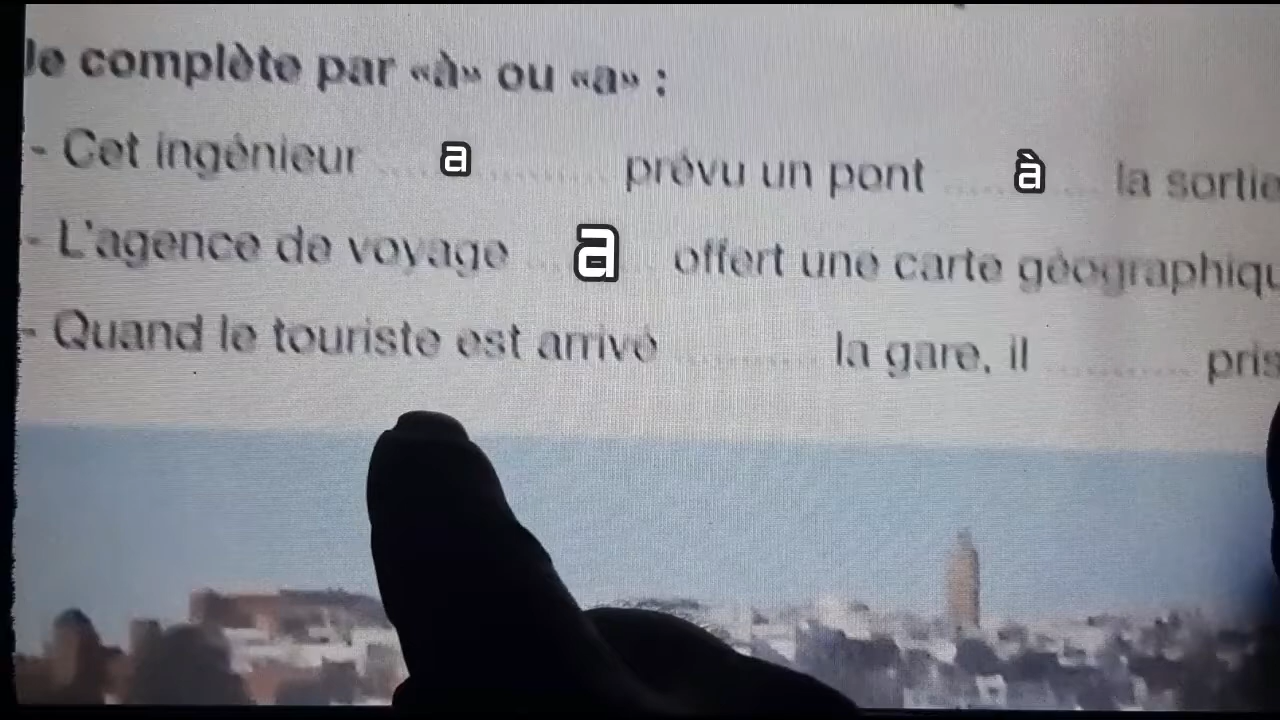 Je complète par «à» ou «a» :
- Cet ingénieur ... a ......... prévu un pont ..... à ..... la sortie
- L'agence de voyage ... a offert une carte géographiqu
- Quand le touriste est arrivé ............ la gare, il ............ pris